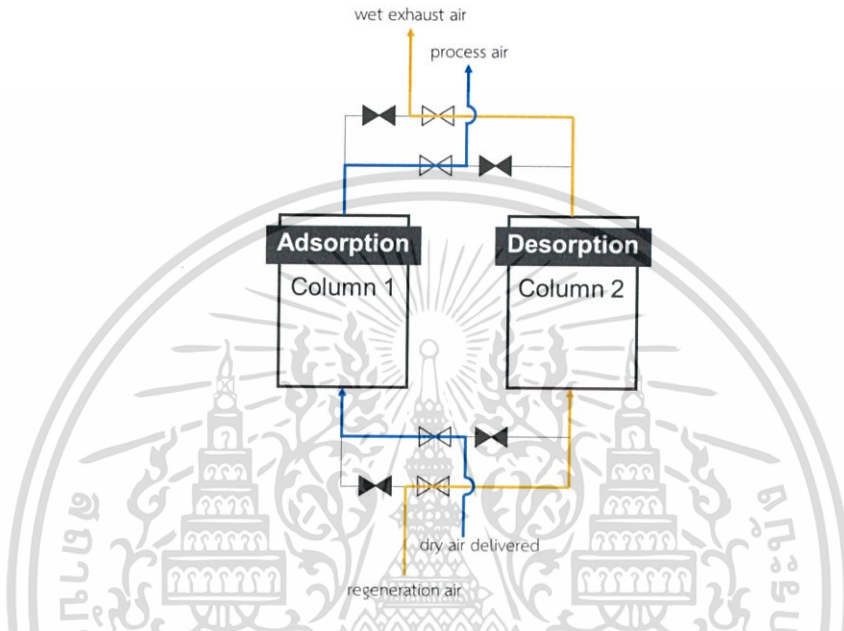 wet exhaust air
process air
Adsorption
Desorption
Column 1
Column 2
dry air delivered
regeneration air